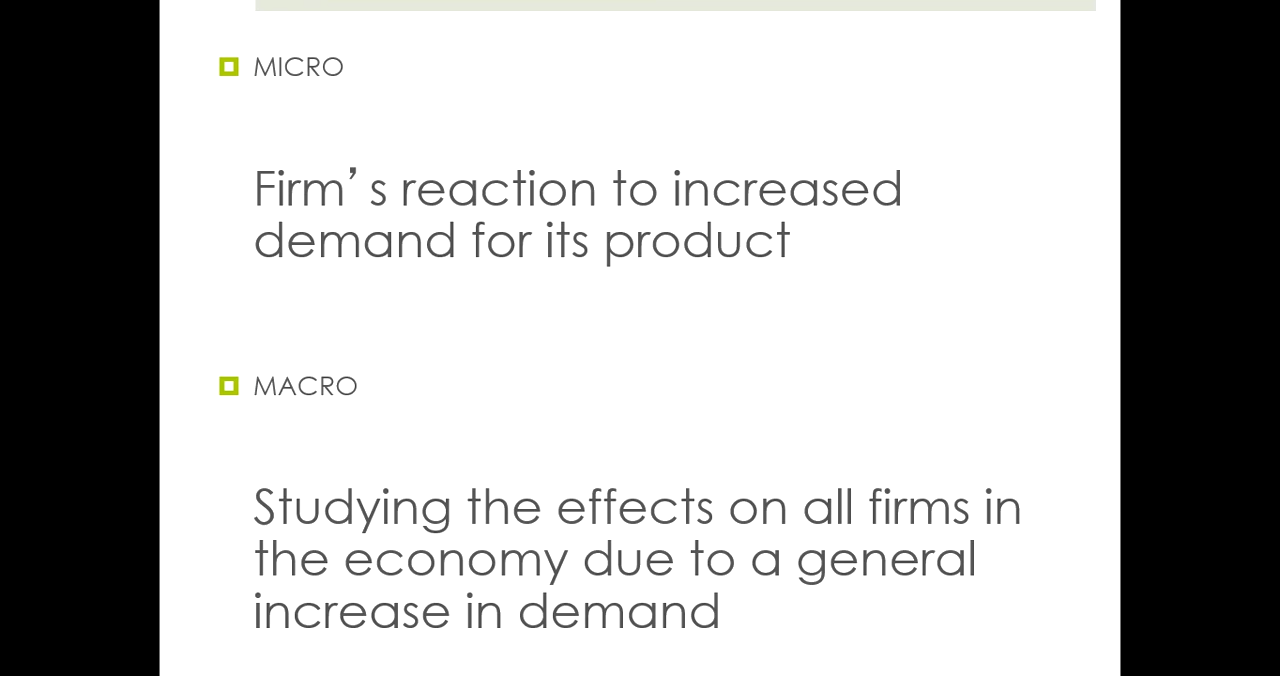 MICRO
Firm’s reaction to increased
demand for its product
MACRO
Studying the effects on all firms in
the economy due to a general
increase in demand